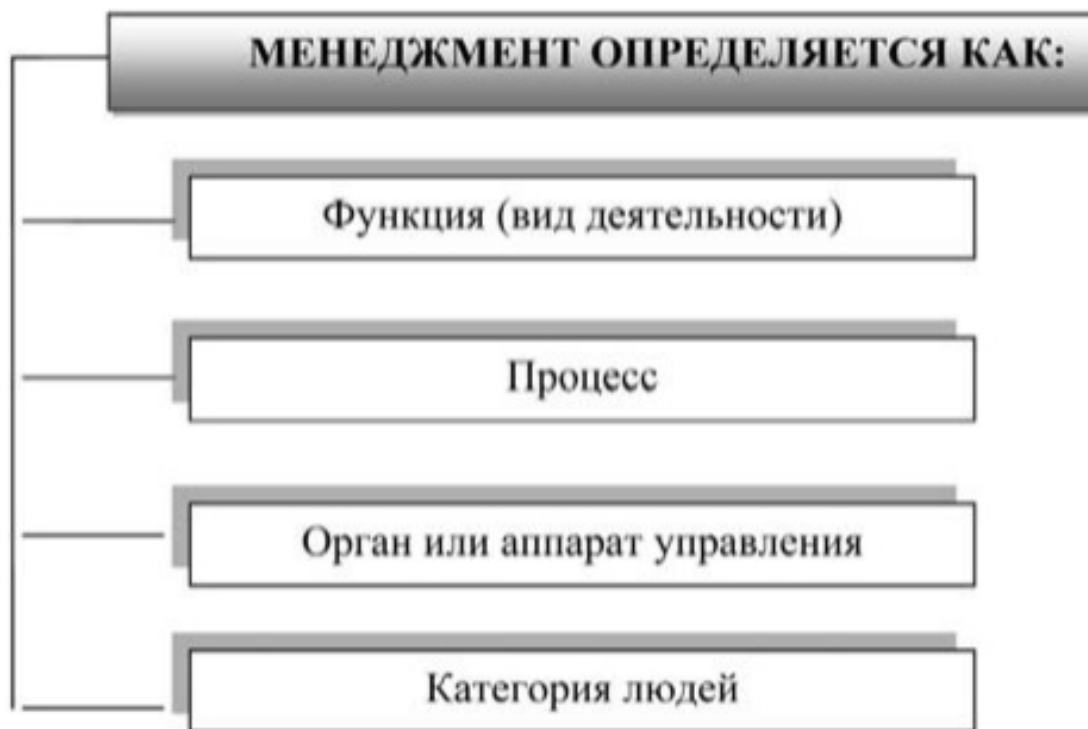 МЕНЕДЖМЕНТ ОПРЕДЕЛЯЕТСЯ КАК:
Функция (вид деятельности)
Процесс
Орган или аппарат управления
Категория людей